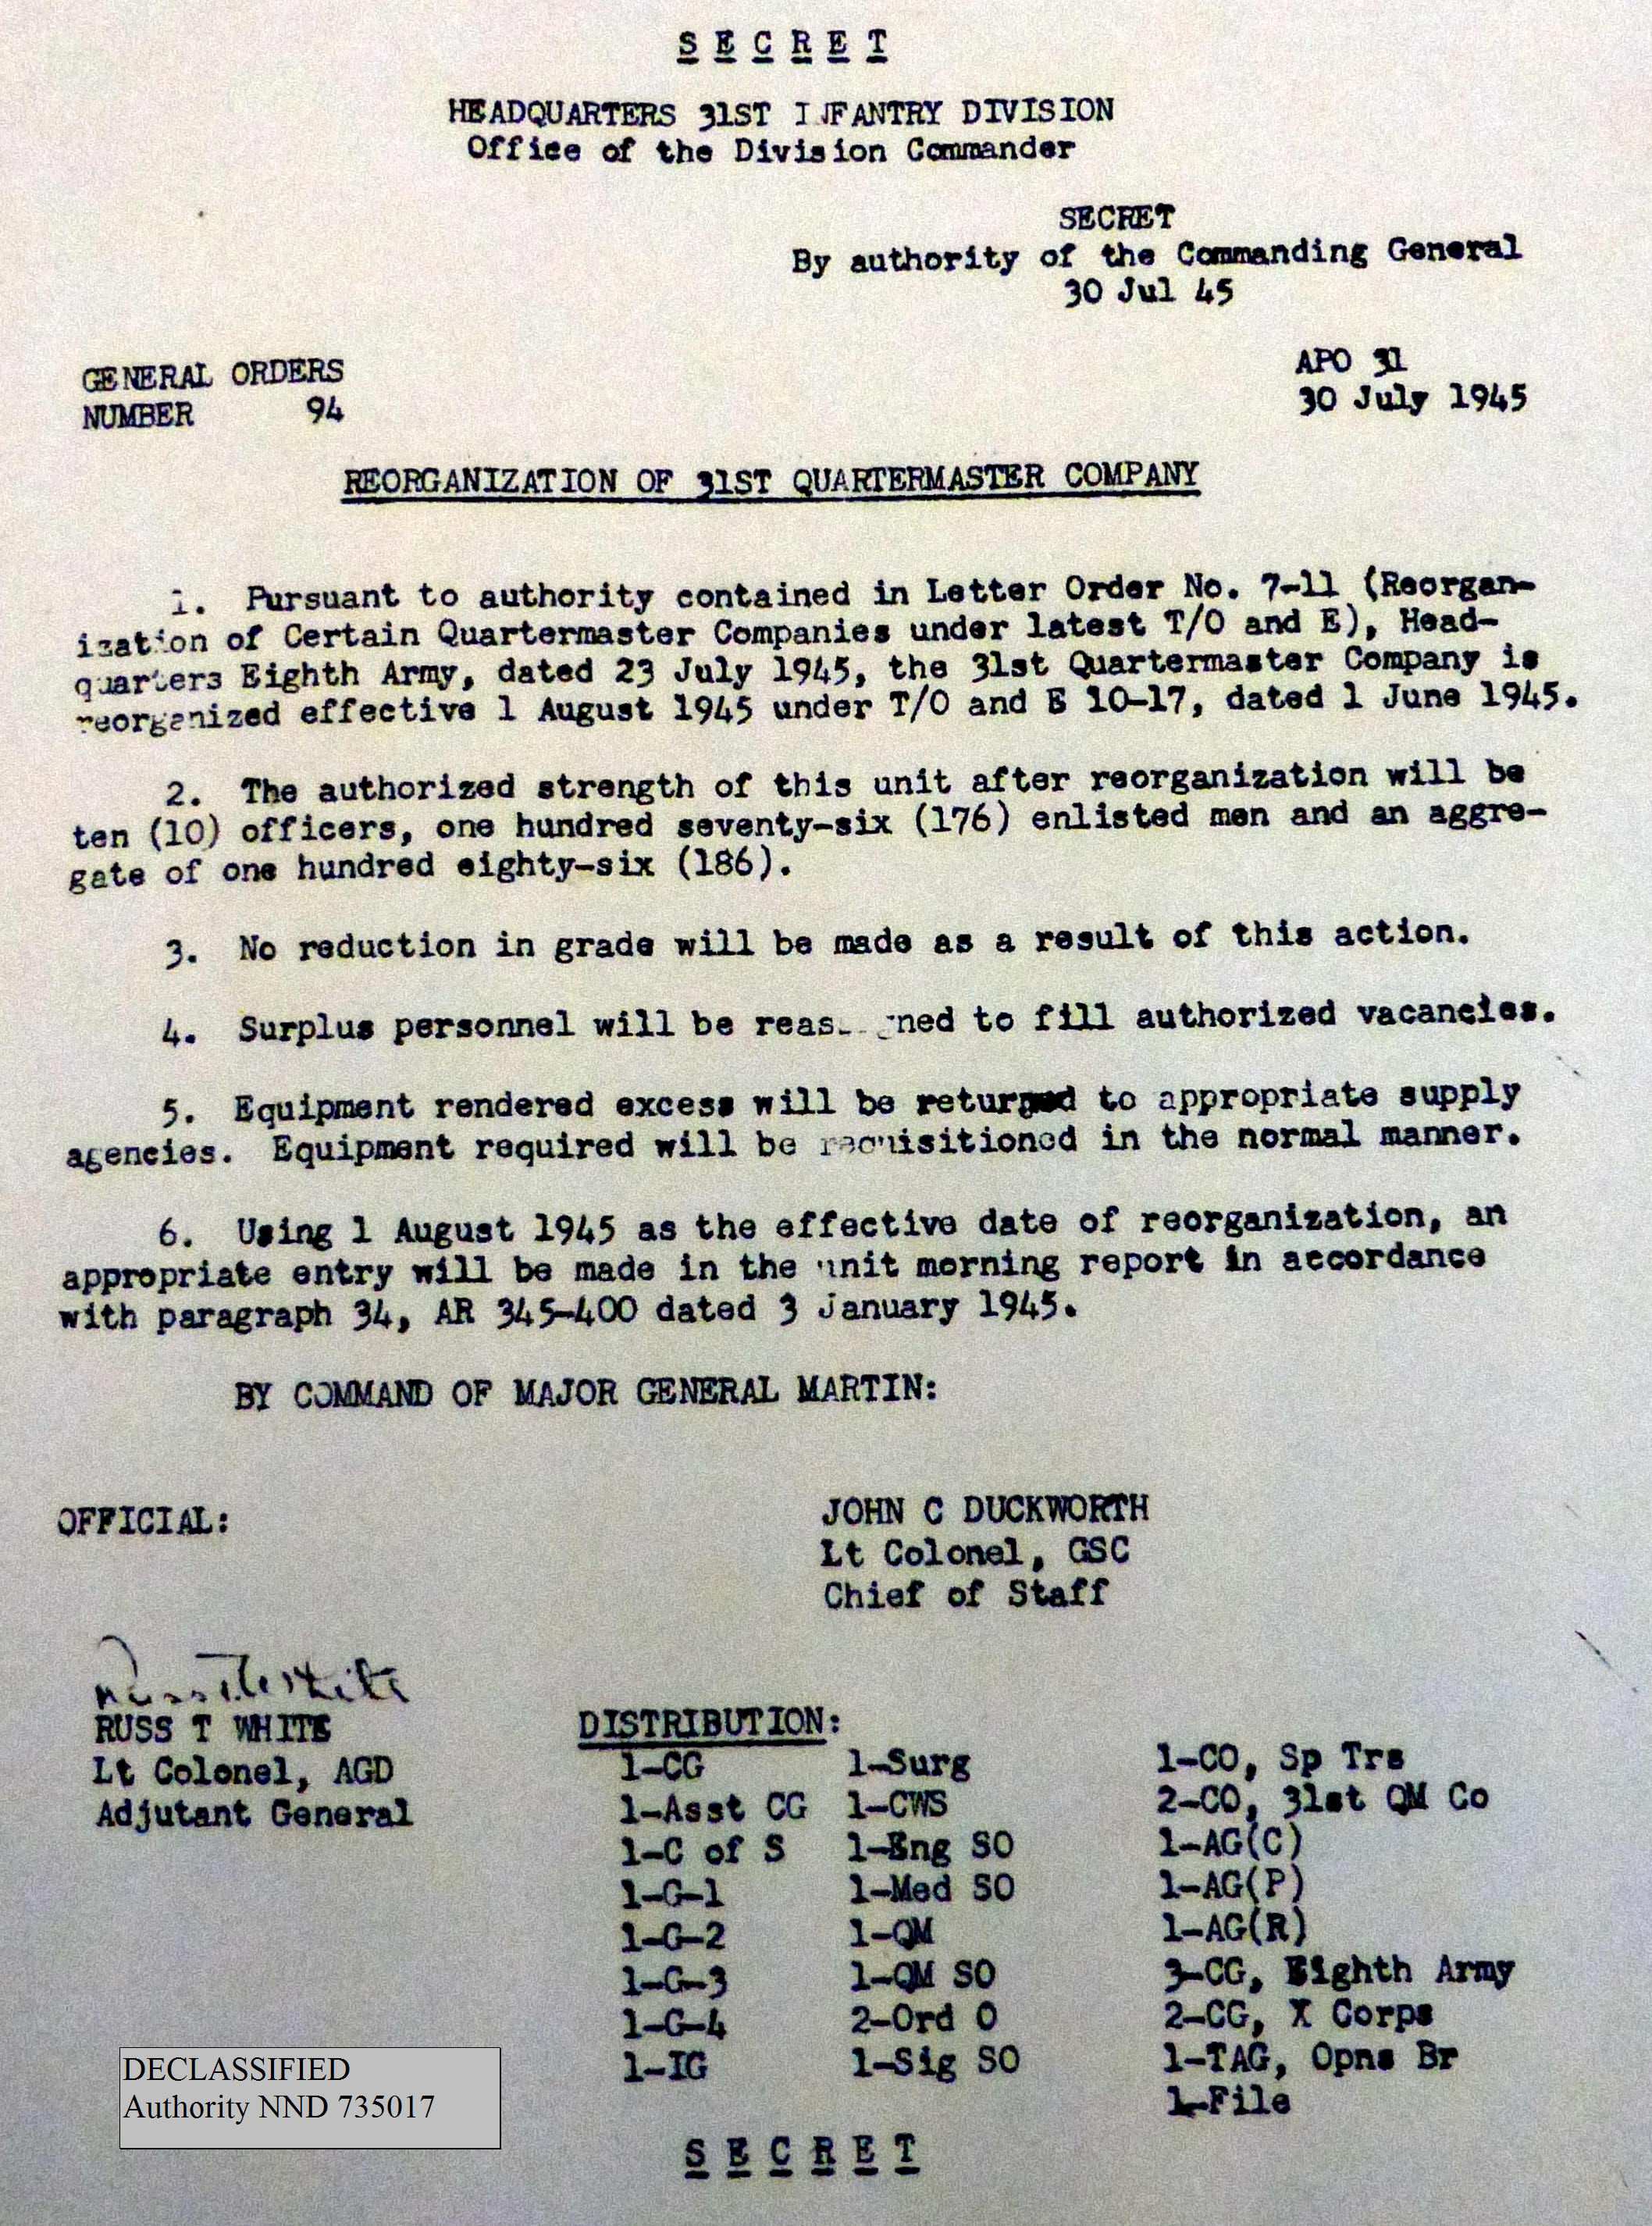 S E C R E T
HEADQUARTERS 31ST INFANTRY DIVISION
Office of the Division Commander
SECRET
By authority of the Commanding General
30 Jul 45
GENERAL ORDERS
NUMBER 94
APO 31
30 July 1945
REORGANIZATION OF 31ST QUARTERMASTER COMPANY
1. Pursuant to authority contained in Letter Order No. 7-11 (Reorgan-
ization of Certain Quartermaster Companies under latest T/O and E), Head-
quarters Eighth Army, dated 23 July 1945, the 31st Quartermaster Company is
reorganized effective 1 August 1945 under T/O and E 10-17, dated 1 June 1945.
2. The authorized strength of this unit after reorganization will be
ten (10) officers, one hundred seventy-six (176) enlisted men and an aggre-
gate of one hundred eighty-six (186).
3. No reduction in grade will be made as a result of this action.
4. Surplus personnel will be reassigned to fill authorized vacancies.
5. Equipment rendered excess will be returned to appropriate supply
agencies. Equipment required will be requisitioned in the normal manner.
6. Using 1 August 1945 as the effective date of reorganization, an
appropriate entry will be made in the unit morning report in accordance
with paragraph 34, AR 345-400 dated 3 January 1945.
BY COMMAND OF MAJOR GENERAL MARTIN:
OFFICIAL:
JOHN C DUCKWORTH
Lt Colonel, GSC
Chief of Staff
Russ T White
RUSS T WHITE
Lt Colonel, AGD
Adjutant General
DISTRIBUTION:
1-CG
1-Asst CG
1-C of S
1-G-1
1-G-2
1-G-3
1-G-4
1-IG
1-Surg
1-CWS
1-Eng SO
1-Med SO
1-QM
1-QM SO
2-Ord O
1-Sig SO
1-CO, Sp Trs
2-CO, 31st QM Co
1-AG(C)
1-AG(P)
1-AG(R)
3-CG, Eighth Army
2-CG, X Corps
1-TAG, Opns Br
1-File
DECLASSIFIED
Authority NND 735017
S E C R E T